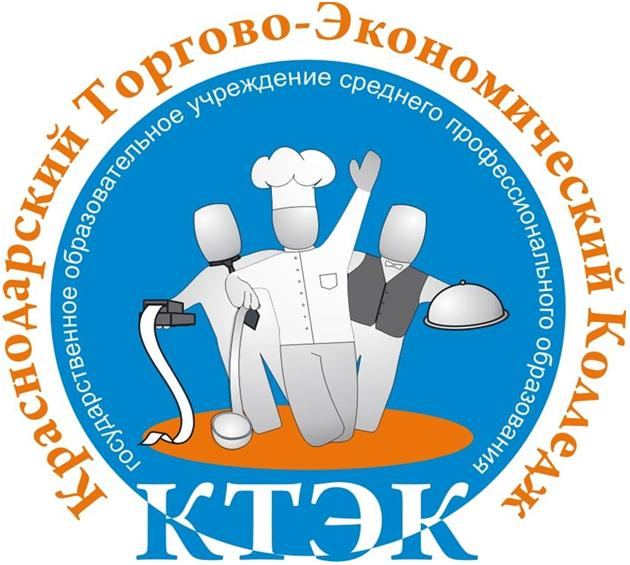 Краснодарский Торгово-Экономический Колледж
государственное образовательное учреждение среднего профессионального образования
КТЭК